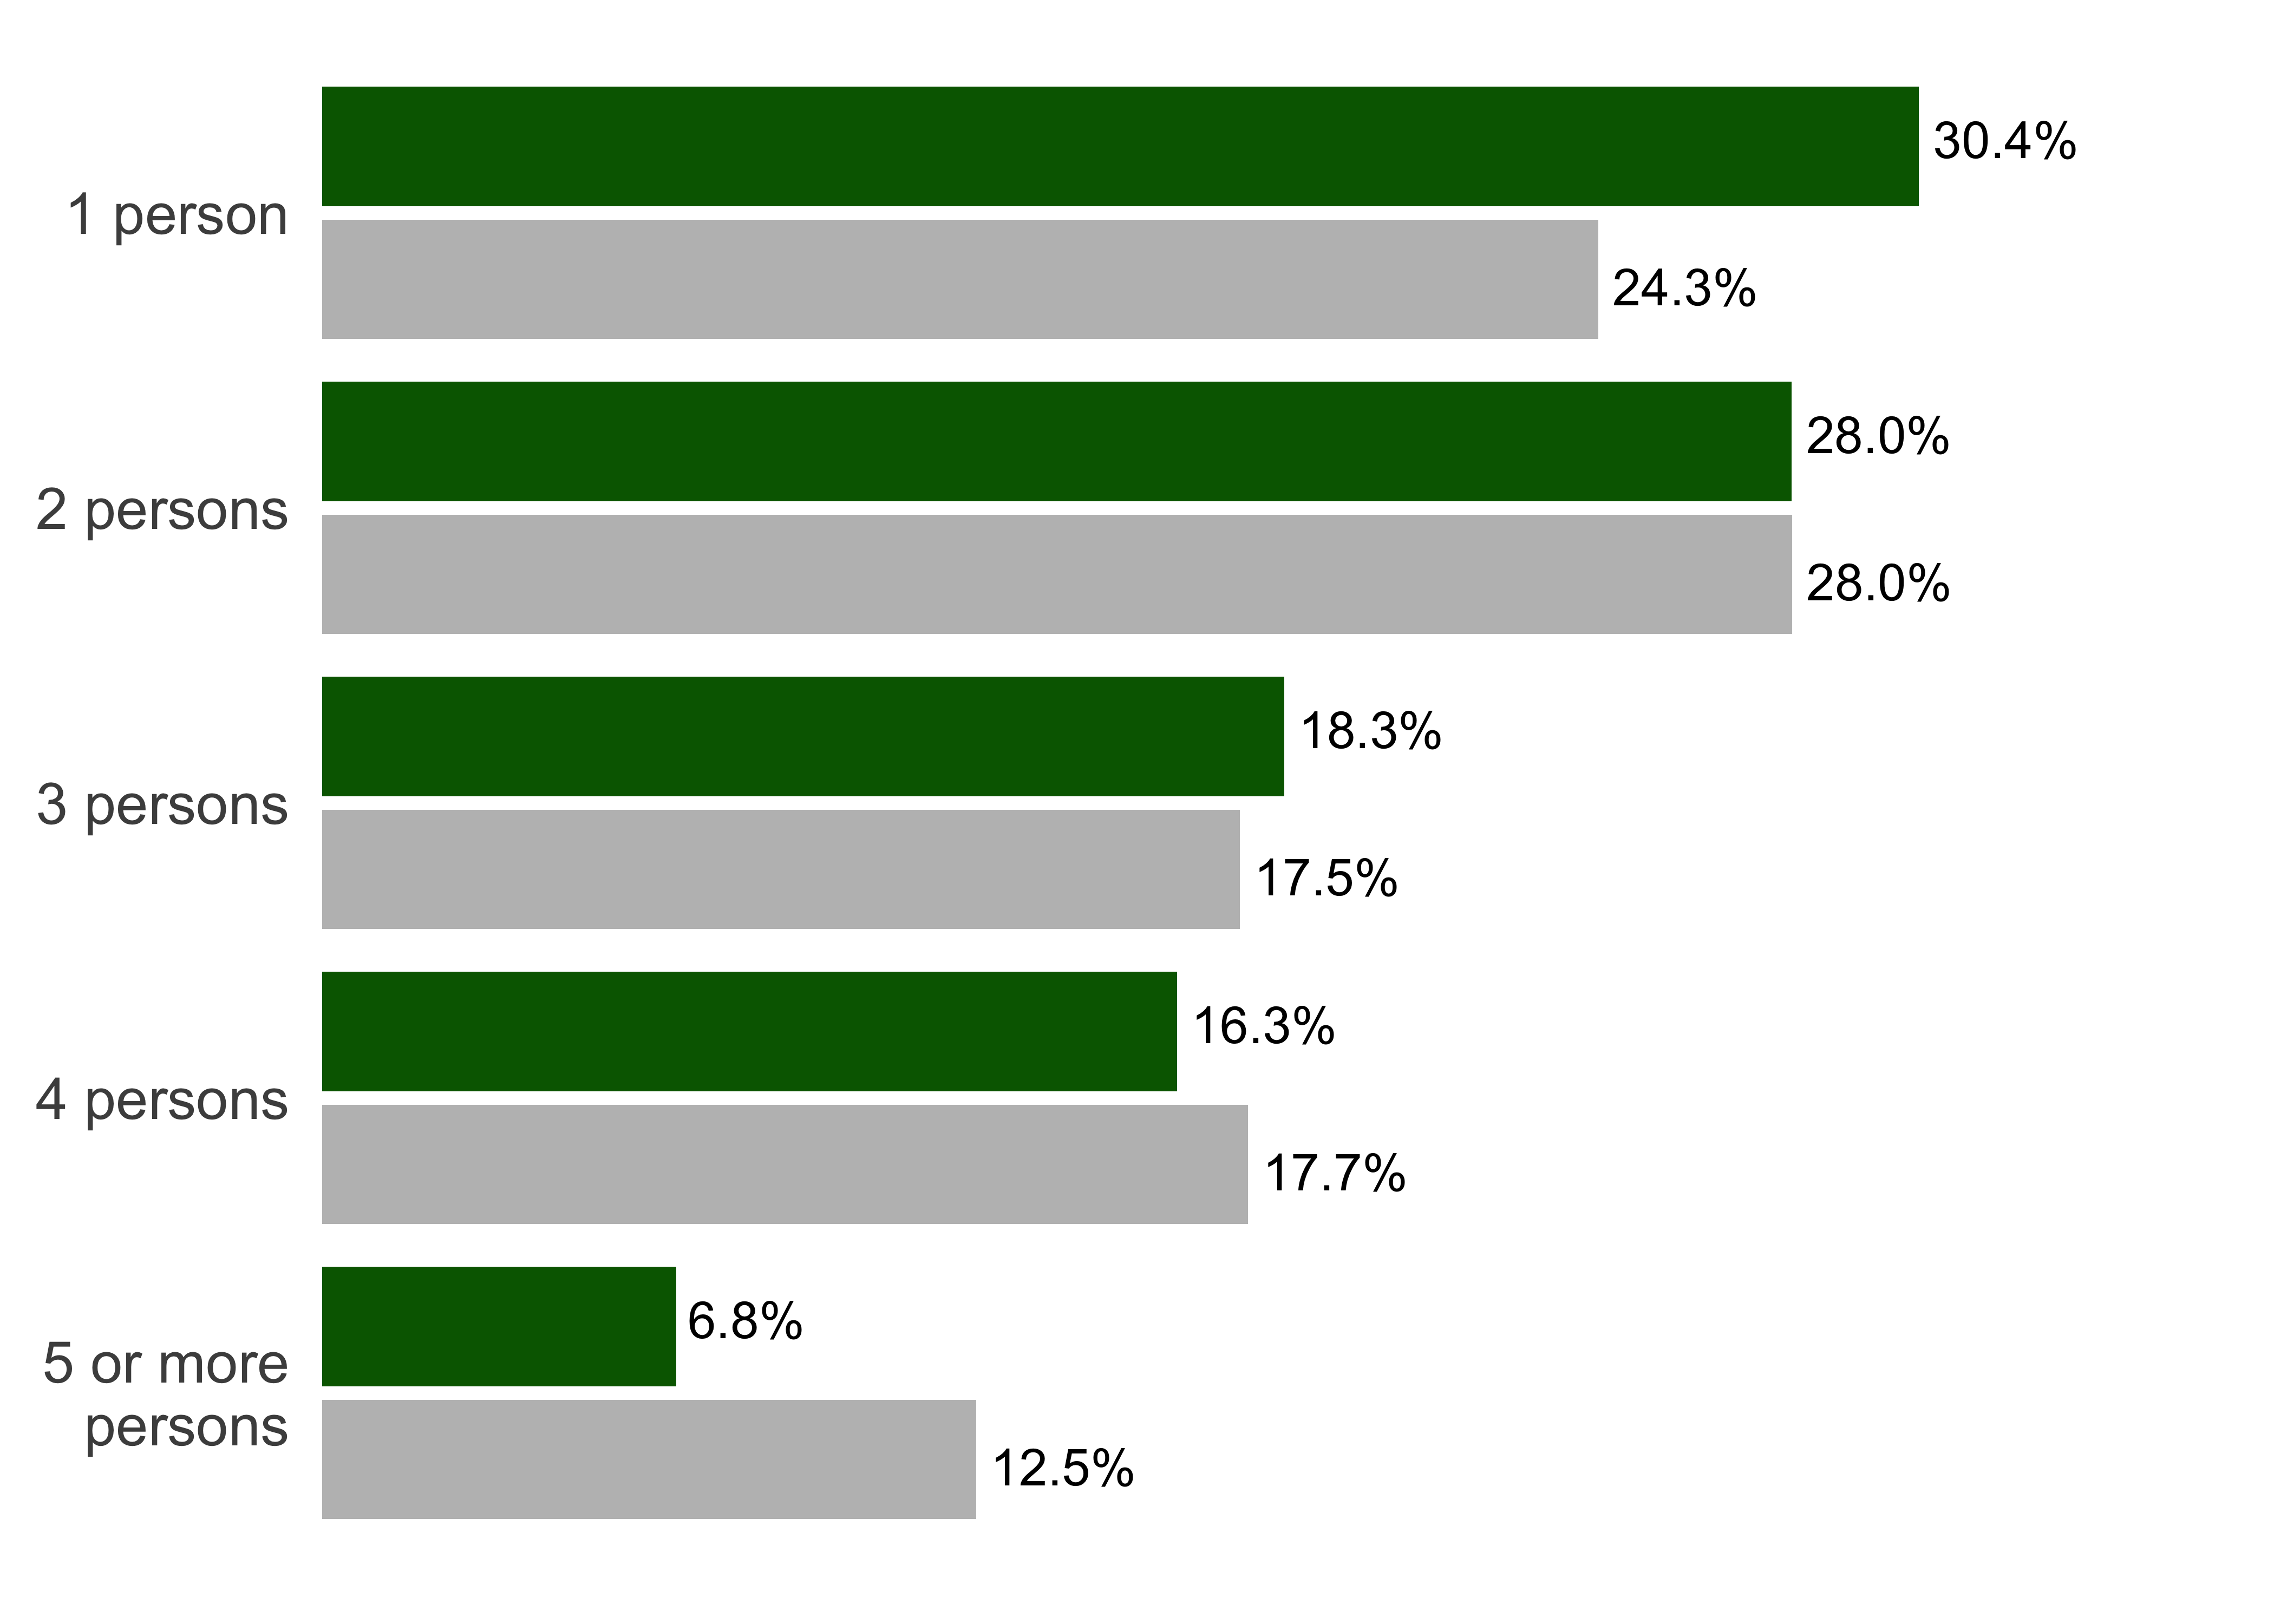 30.4%
1 person
24.3%
28.0%
2 persons
28.0%
18.3%
3 persons
17.5%
16.3%
4 persons
17.7%
6.8%
5 or more
persons
12.5%